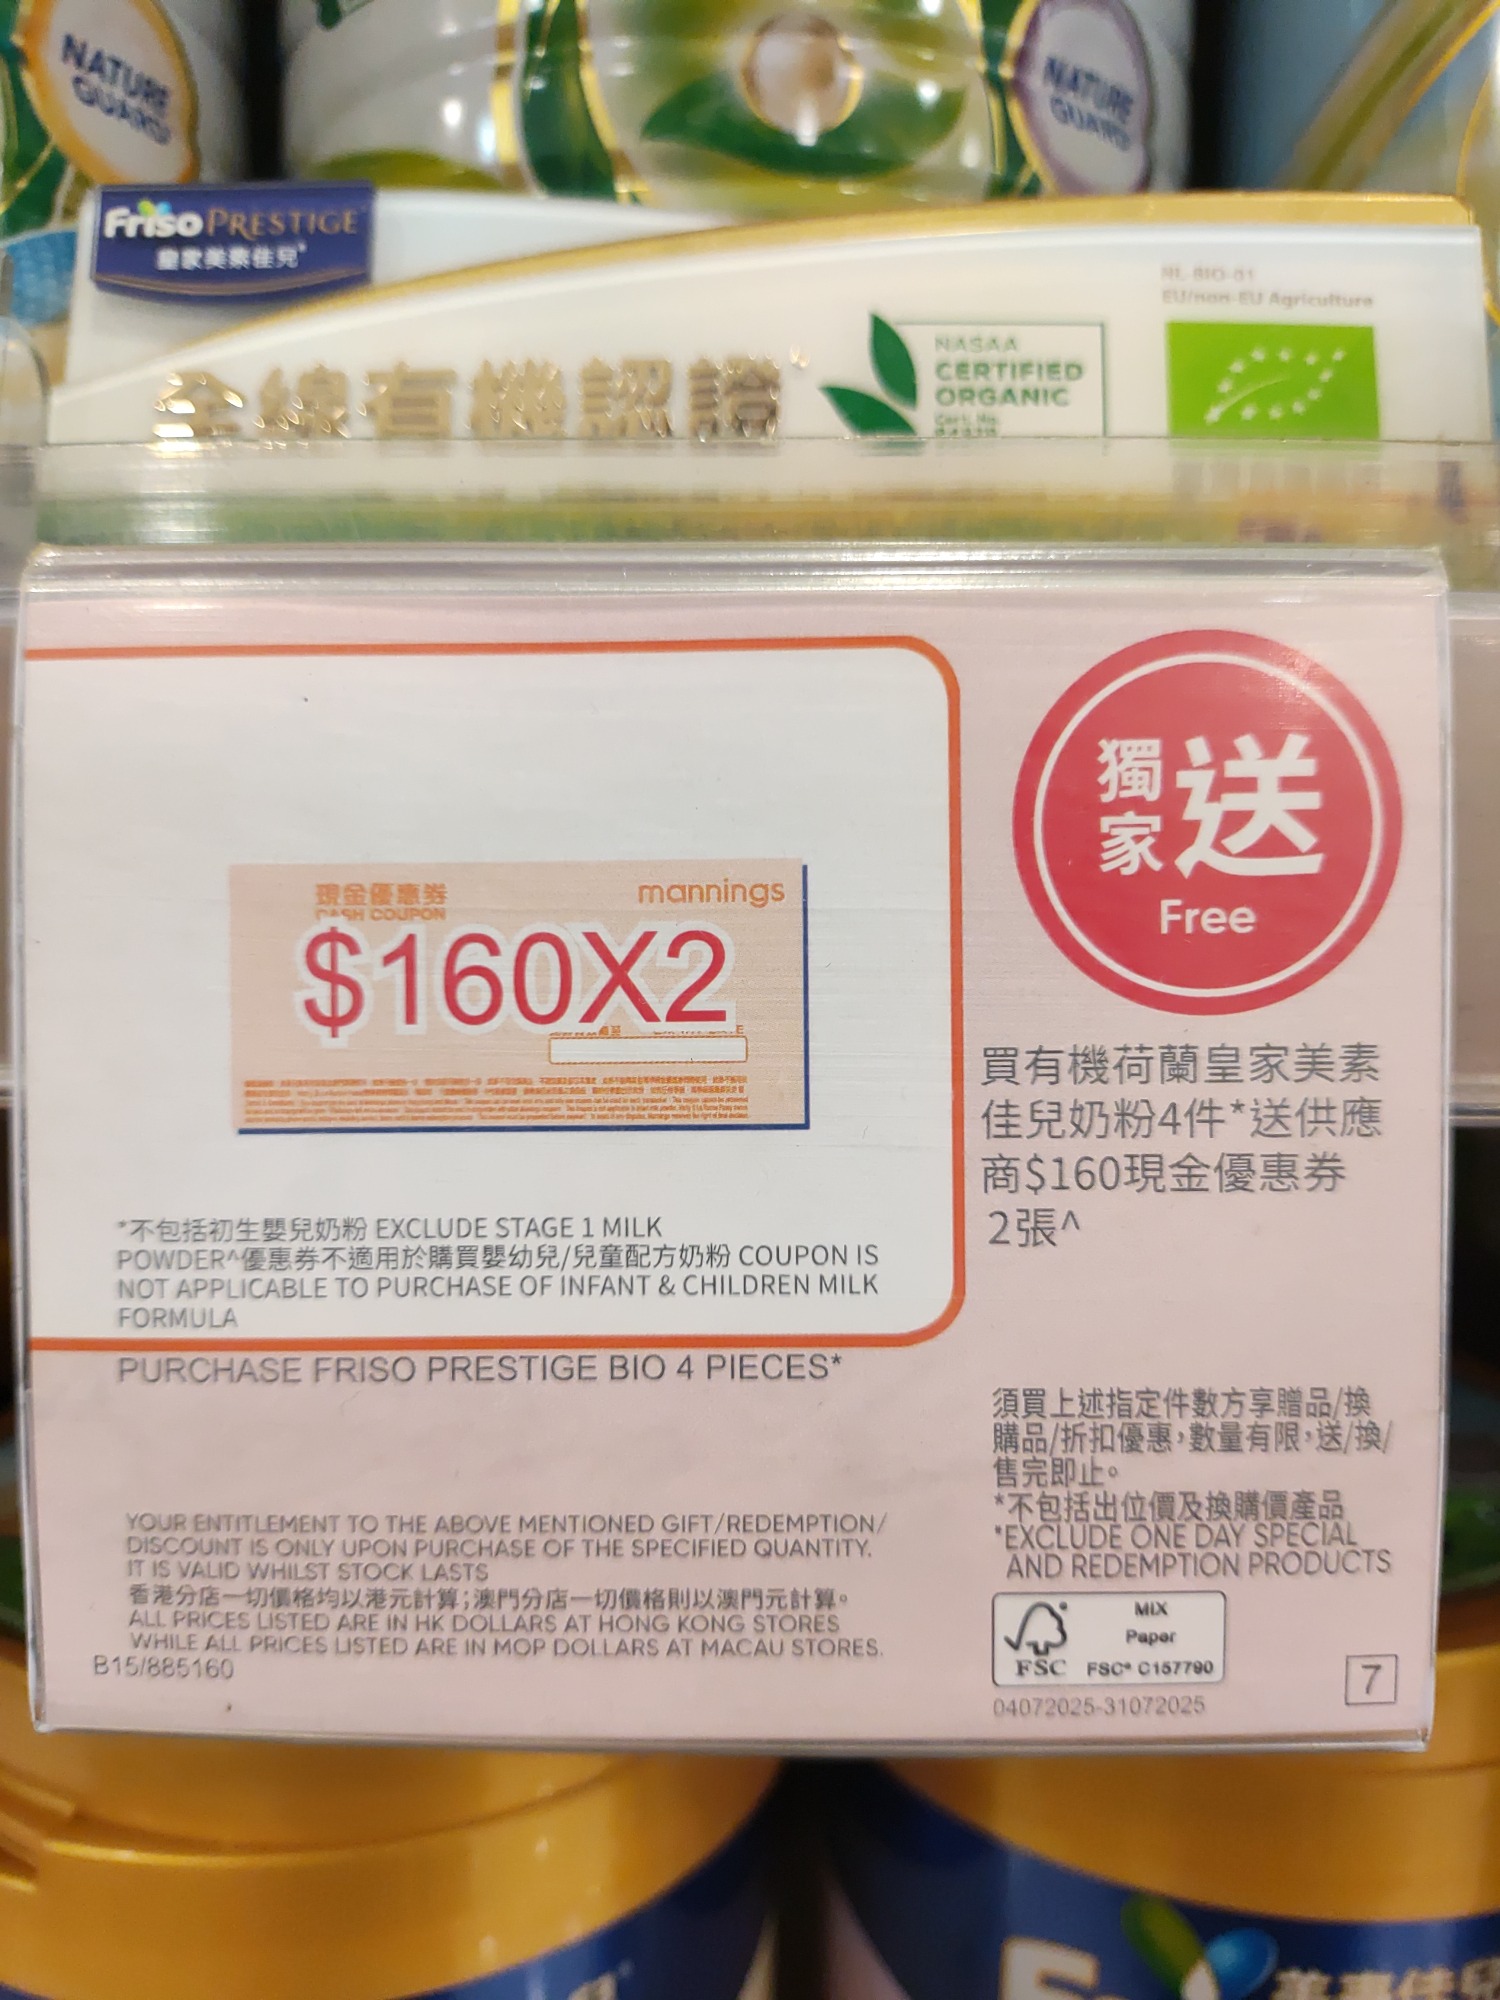 NATURE
GUARD
NATURE
GUARD
Friso PRESTIGE
皇家美素佳兒
NL-BIO-01
EU/non-EU Agriculture
全線有機認證
NASAA
CERTIFIED
ORGANIC
Cert. No.
獨家 送
Free
現金優惠券
CASH COUPON
mannings
$160X2
買有機荷蘭皇家美素
佳兒奶粉4件*送供應
商$160現金優惠券
2張^
*不包括初生嬰兒奶粉 EXCLUDE STAGE 1 MILK
POWDER^優惠券不適用於購買嬰幼兒/兒童配方奶粉 COUPON IS
NOT APPLICABLE TO PURCHASE OF INFANT & CHILDREN MILK
FORMULA
PURCHASE FRISO PRESTIGE BIO 4 PIECES*
須買上述指定件數方享贈品/換
購品/折扣優惠,數量有限,送/換/
售完即止。
*不包括出位價及換購價產品
*EXCLUDE ONE DAY SPECIAL
AND REDEMPTION PRODUCTS
YOUR ENTITLEMENT TO THE ABOVE MENTIONED GIFT/REDEMPTION/
DISCOUNT IS ONLY UPON PURCHASE OF THE SPECIFIED QUANTITY.
IT IS VALID WHILST STOCK LASTS
香港分店一切價格均以港元計算;澳門分店一切價格則以澳門元計算。
ALL PRICES LISTED ARE IN HK DOLLARS AT HONG KONG STORES
WHILE ALL PRICES LISTED ARE IN MOP DOLLARS AT MACAU STORES.
B15/885160
FSC
MIX
Paper
FSC® C157790
04072025-31072025
7